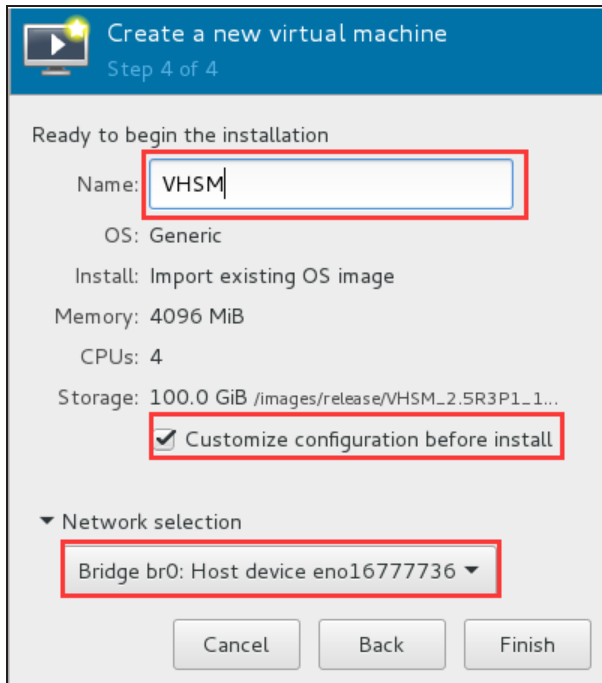 Create a new virtual machine
Step 4 of 4
Ready to begin the installation
Name: VHSM
OS: Generic
Install: Import existing OS image
Memory: 4096 MiB
CPUs: 4
Storage: 100.0 GiB /images/release/VHSM_2.5R3P1_1...
Customize configuration before install
Network selection
Bridge br0: Host device eno16777736
Cancel Back Finish